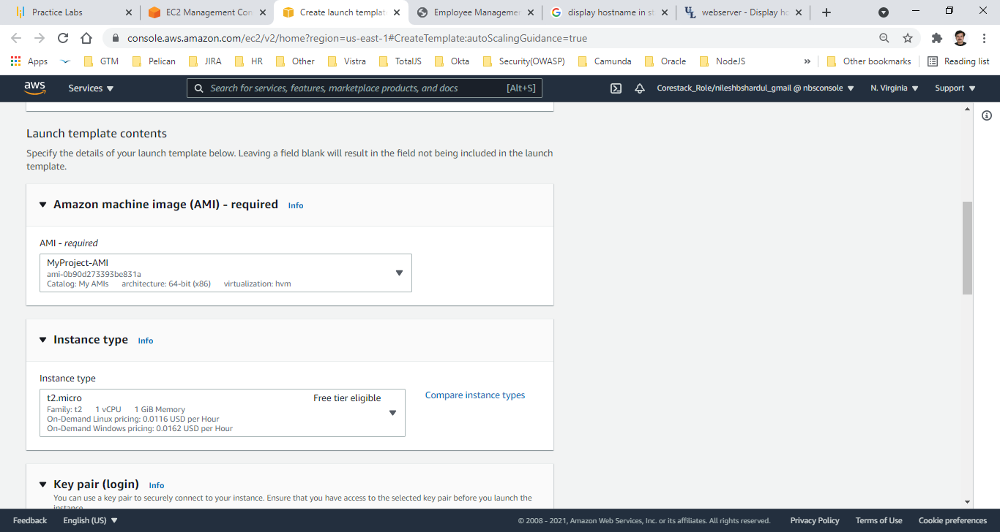 Practice Labs
EC2 Management Con
Create launch templat
Employee Managemen
display hostname in st
webserver - Display ho
console.aws.amazon.com/ec2/v2/home?region=us-east-1#CreateTemplate:autoScalingGuidance=true
Apps
GTM
Pelican
JIRA
HR
Other
Vistra
TotalJS
Okta
Security(OWASP)
Camunda
Oracle
NodeJS
»
Other bookmarks
Reading list
aws
Services
Search for services, features, marketplace products, and docs [Alt+S]
Corestack_Role/nileshbshardul_gmail @ nbsconsole
N. Virginia
Support
Launch template contents
Specify the details of your launch template below. Leaving a field blank will result in the field not being included in the launch
template.
Amazon machine image (AMI) - required Info
AMI - required
MyProject-AMI
ami-0b90d273393be831a
Catalog: My AMIs architecture: 64-bit (x86) virtualization: hvm
Instance type Info
Instance type
t2.micro Free tier eligible
Family: t2 1 vCPU 1 GiB Memory
On-Demand Linux pricing: 0.0116 USD per Hour
On-Demand Windows pricing: 0.0162 USD per Hour
Compare instance types
Key pair (login) Info
You can use a key pair to securely connect to your instance. Ensure that you have access to the selected key pair before you launch the
instance.
Feedback
English (US)
© 2008 - 2021, Amazon Web Services, Inc. or its affiliates. All rights reserved.
Privacy Policy
Terms of Use
Cookie preferences